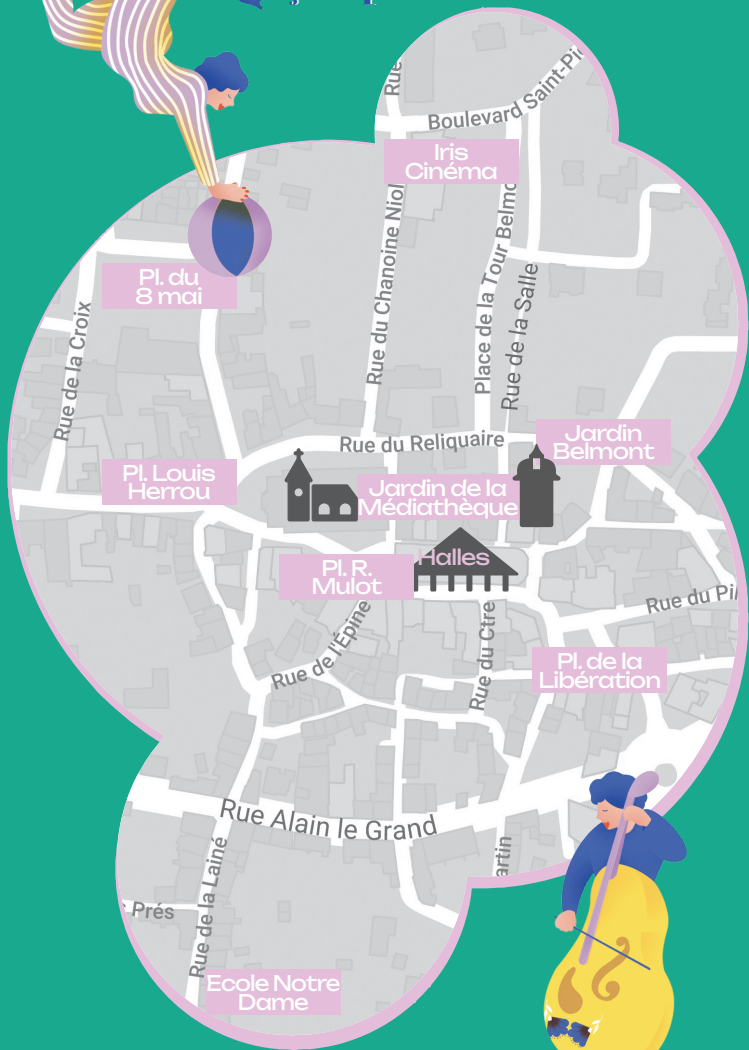 Rue
Boulevard Saint-Pi
Iris
Cinéma
Rue du Chanoine Niol
Place de la Tour Belmo
Rue de la Salle
Pl. du
8 mai
Rue de la Croix
Rue du Reliquaire
Jardin
Belmont
Pl. Louis
Herrou
Jardin de la
Médiathèque
Halles
Pl. R.
Mulot
Rue de l'Épine
Rue du Ctre
Rue du Pi
Pl. de la
Libération
Rue Alain le Grand
artin
Prés
Rue de la Lainé
Ecole Notre
Dame